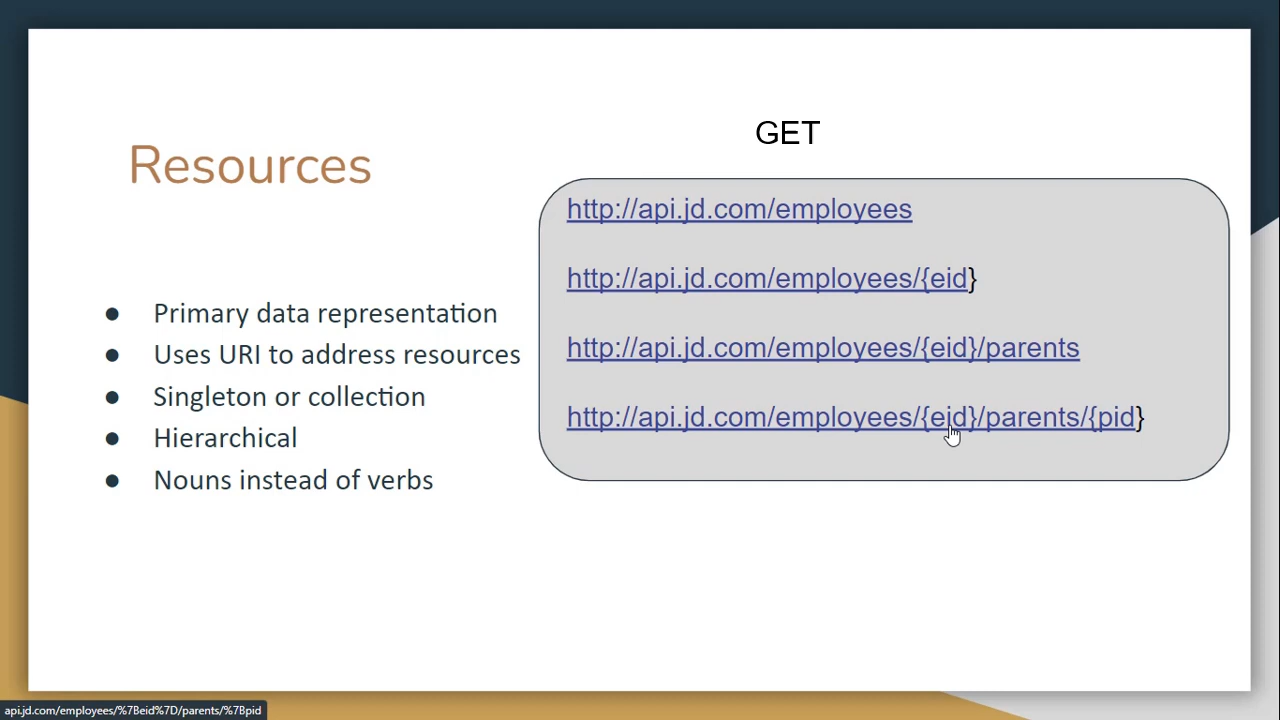 Resources
Primary data representation
Uses URI to address resources
Singleton or collection
Hierarchical
Nouns instead of verbs
GET
http://api.jd.com/employees
http://api.jd.com/employees/{eid}
http://api.jd.com/employees/{eid}/parents
http://api.jd.com/employees/{eid}/parents/{pid}
api.jd.com/employees/%7Beid%7D/parents/%7Bpid